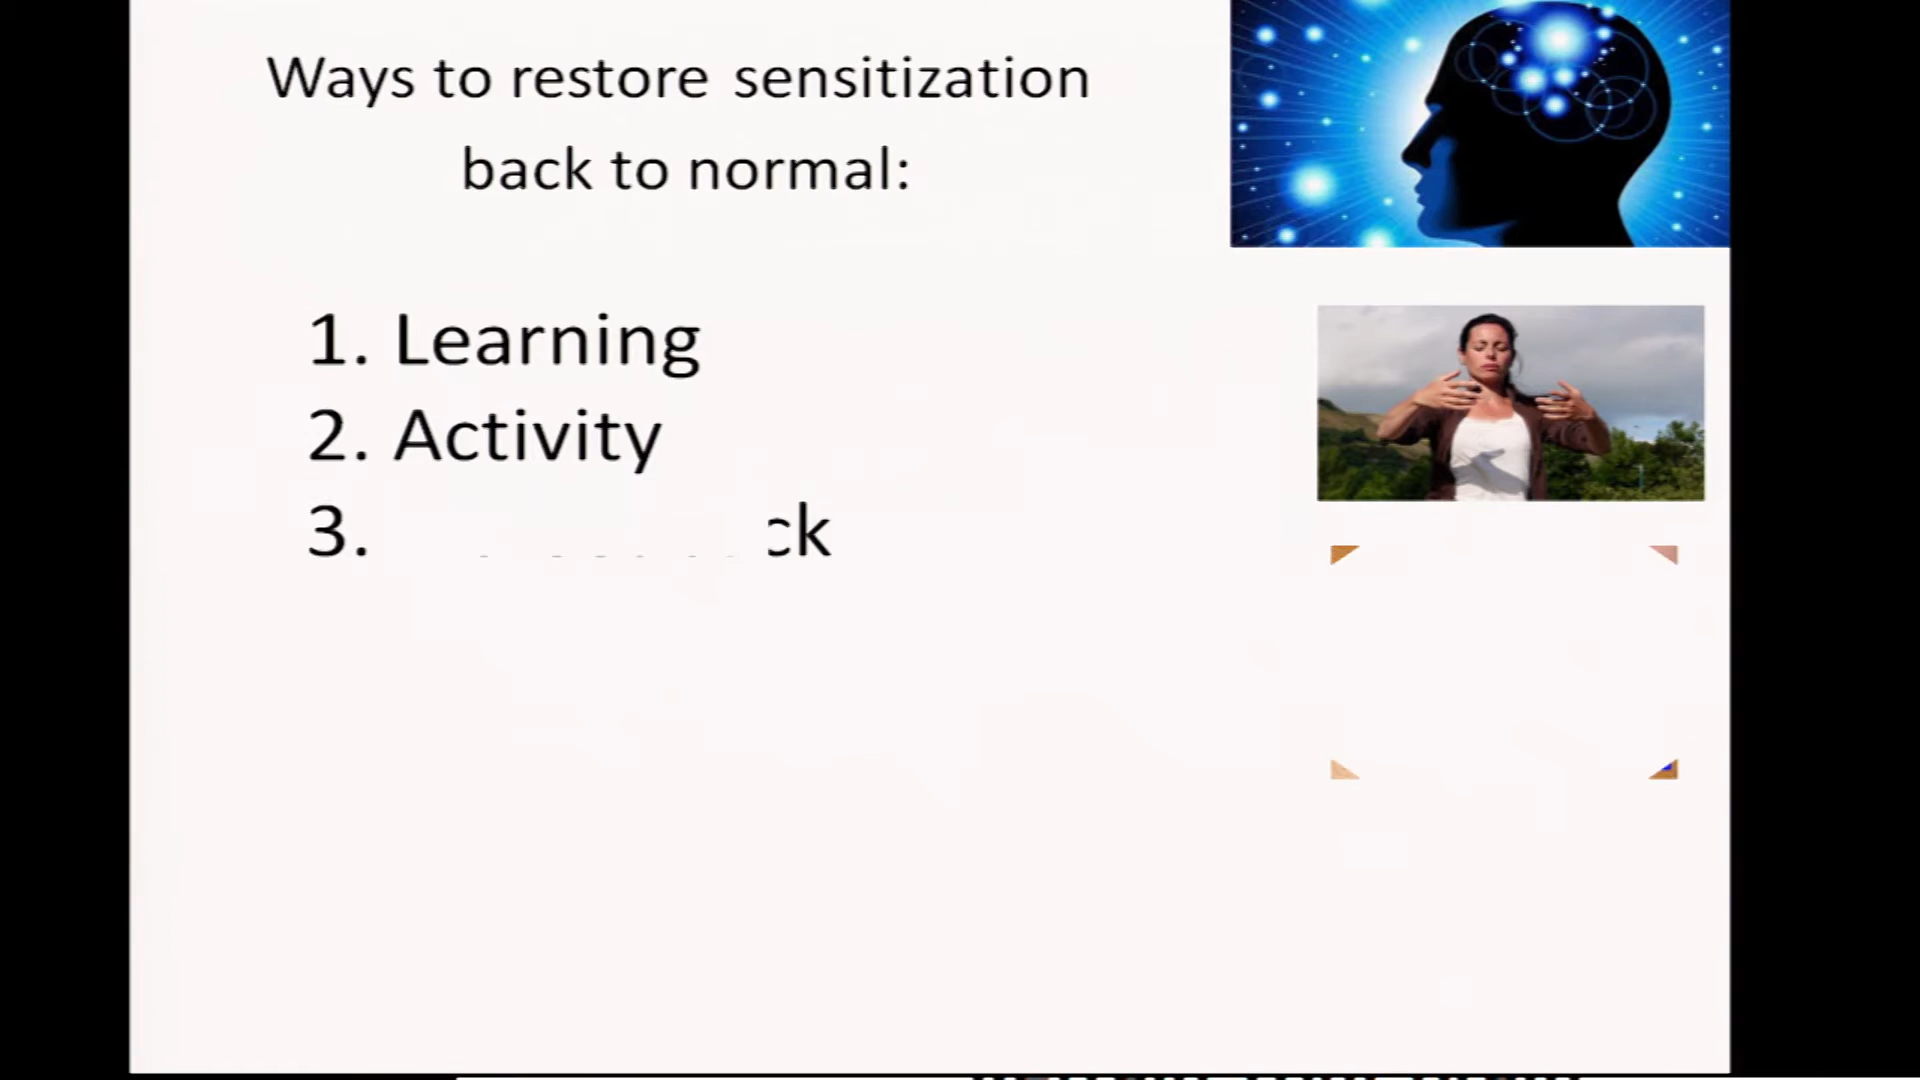 Ways to restore sensitization
back to normal:
1. Learning
2. Activity
3.